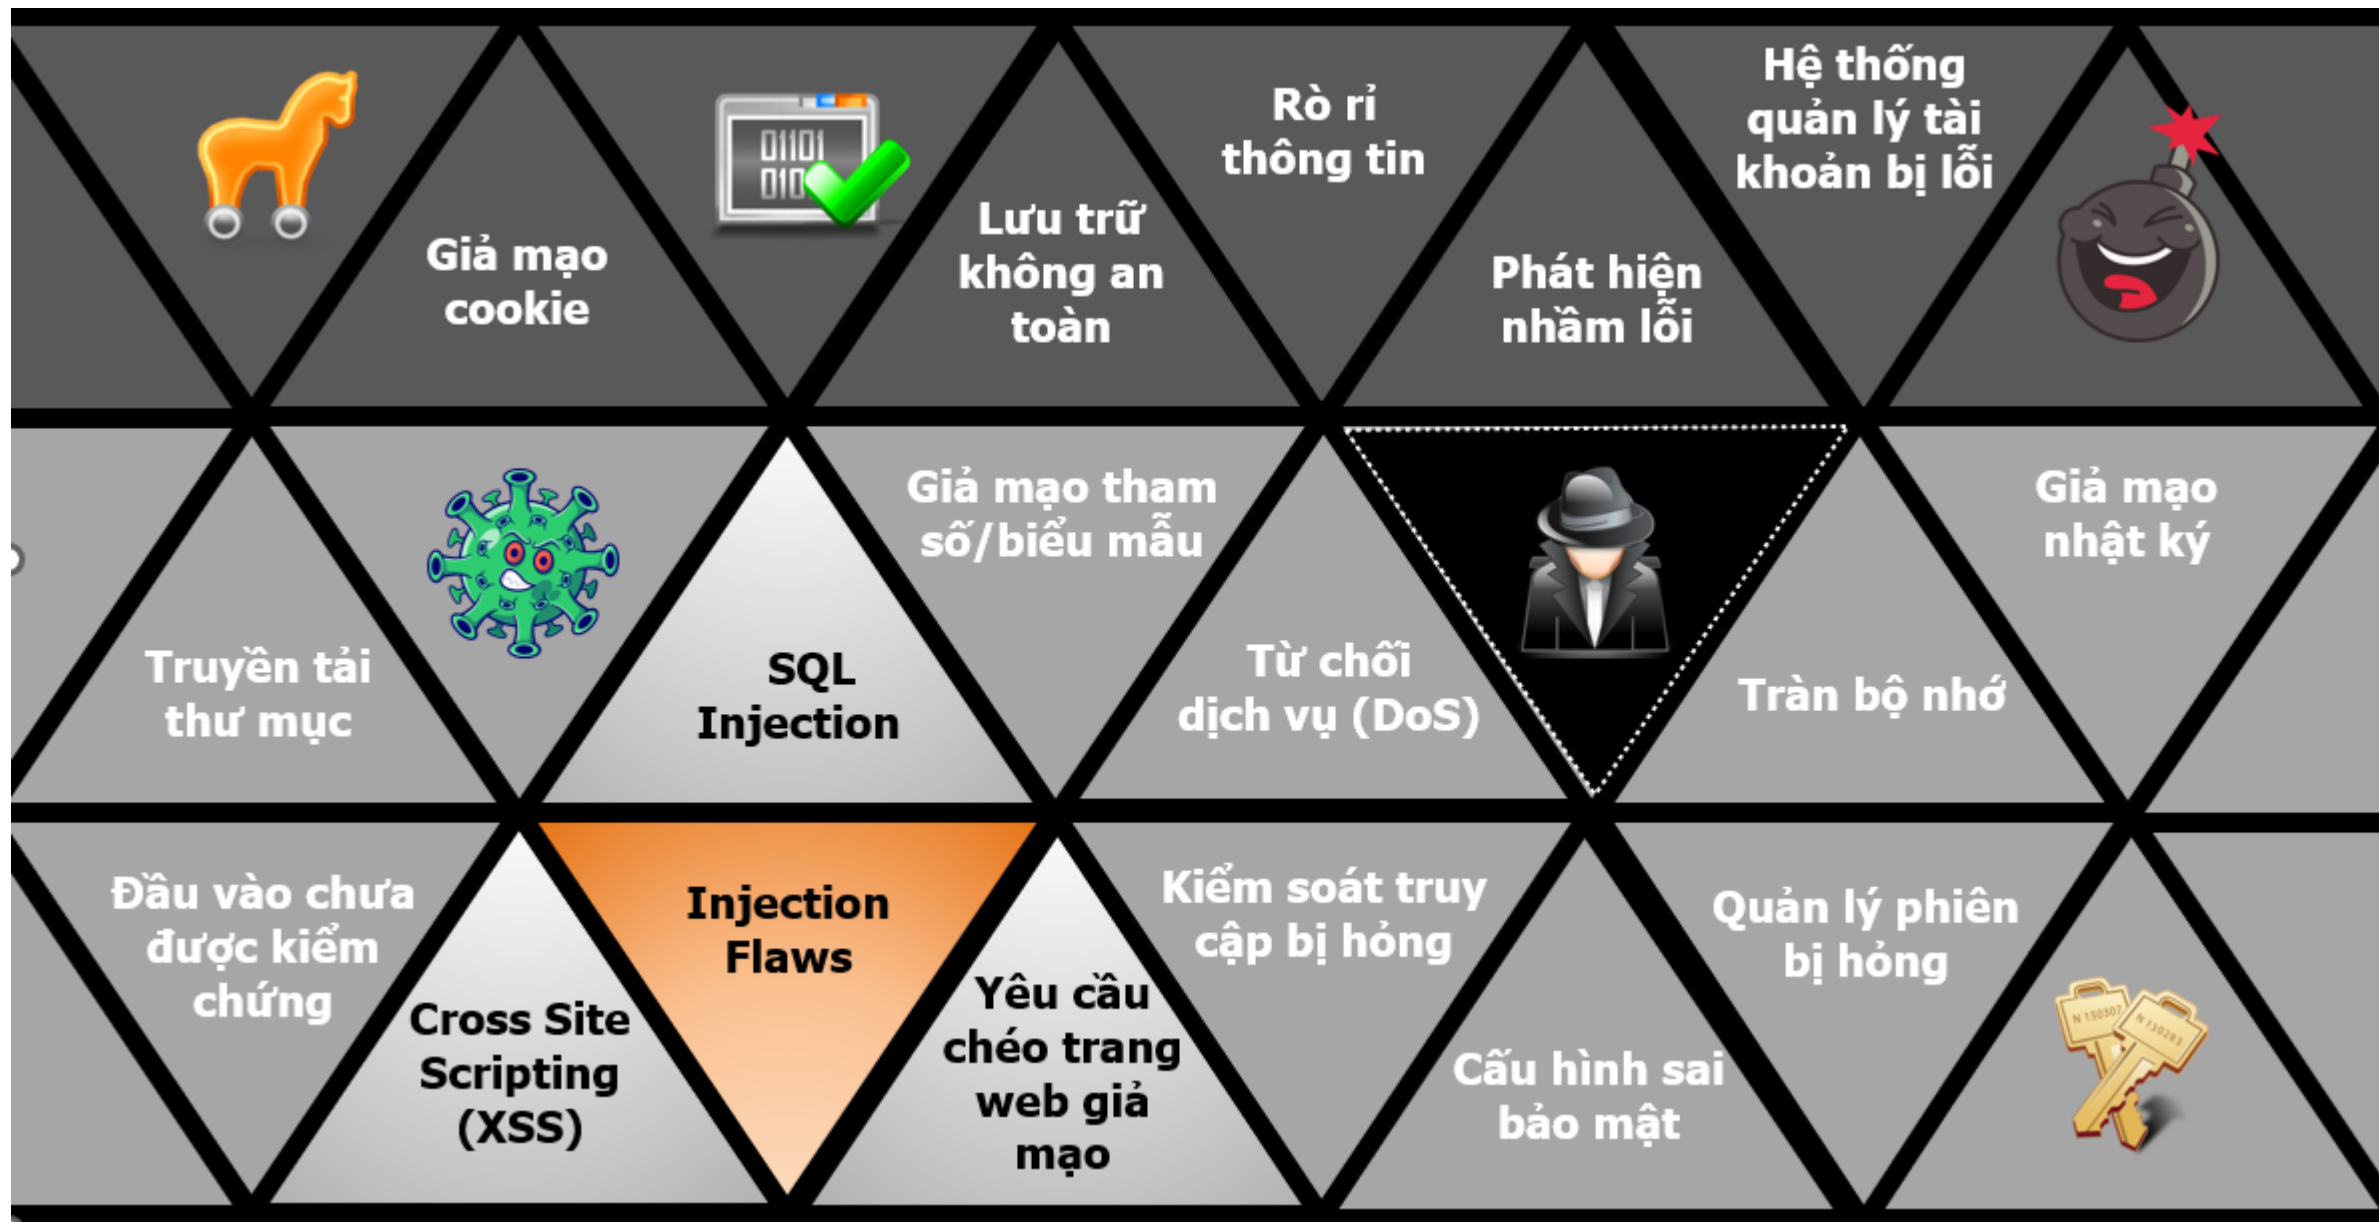 Giả mạo
cookie
01101
010
Lưu trữ
không an
toàn
Rò rỉ
thông tin
Phát hiện
nhầm lỗi
Hệ thống
quản lý tài
khoản bị lỗi
Truyền tải
thư mục
SQL
Injection
Giả mạo tham
số/biểu mẫu
Từ chối
dịch vụ (DoS)
Tràn bộ nhớ
Giả mạo
nhật ký
Đầu vào chưa
được kiểm
chứng
Cross Site
Scripting
(XSS)
Injection
Flaws
Yêu cầu
chéo trang
web giả
mạo
Kiểm soát truy
cập bị hỏng
Cấu hình sai
bảo mật
Quản lý phiên
bị hỏng
N 150307
N 130283